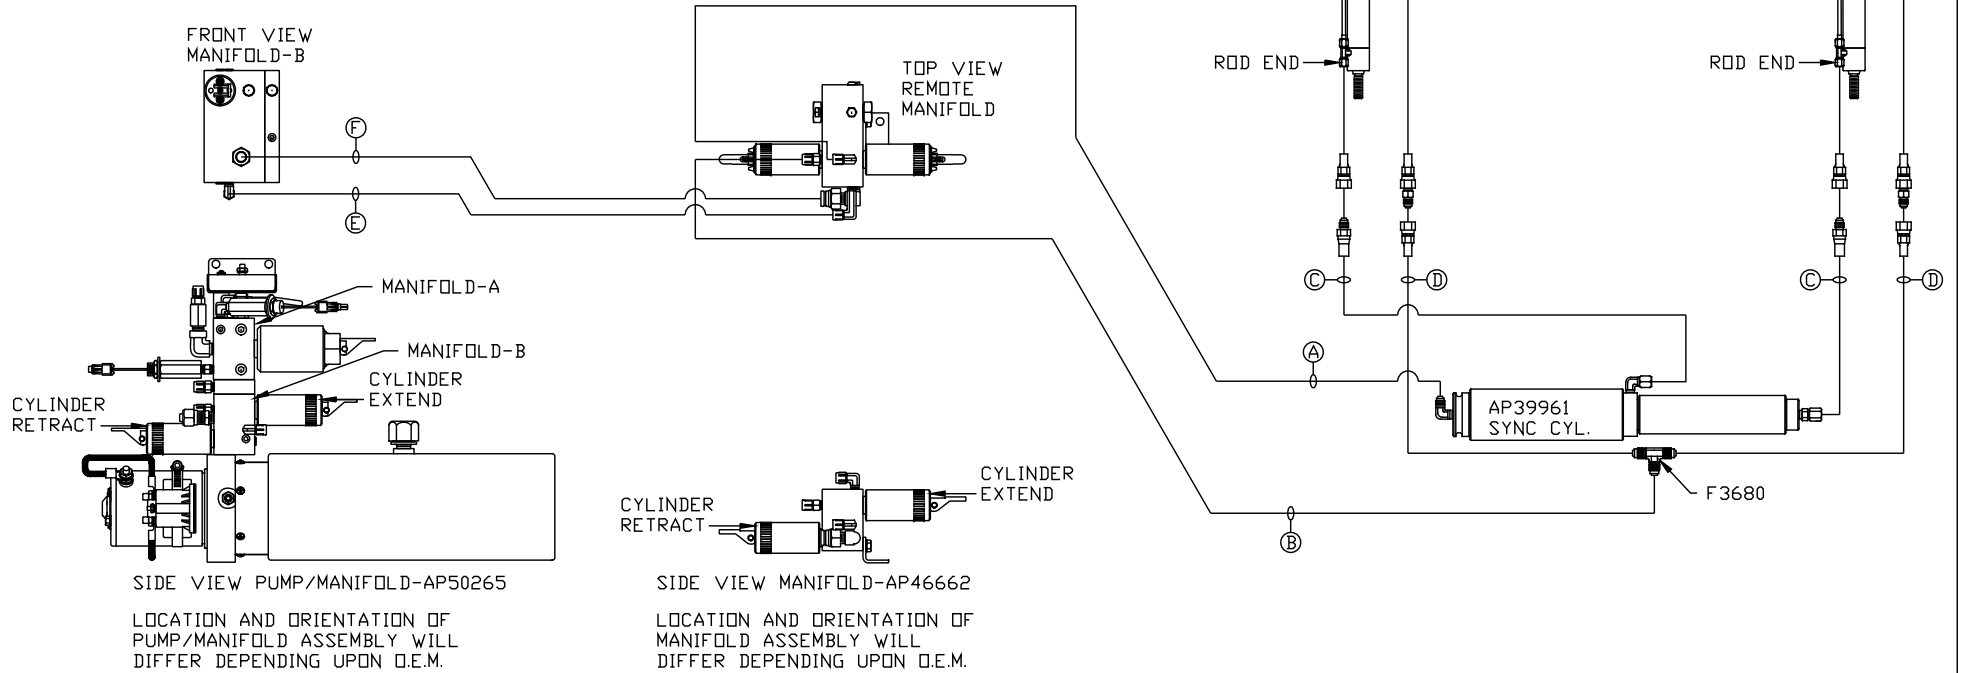 FRONT VIEW
MANIFOLD-B
TOP VIEW
REMOTE
MANIFOLD
ROD END
ROD END
F
E
C
D
C
D
MANIFOLD-A
MANIFOLD-B
CYLINDER
EXTEND
CYLINDER
RETRACT
A
AP39961
SYNC CYL.
CYLINDER
EXTEND
CYLINDER
RETRACT
F3680
B
SIDE VIEW PUMP/MANIFOLD-AP50265
LOCATION AND ORIENTATION OF
PUMP/MANIFOLD ASSEMBLY WILL
DIFFER DEPENDING UPON O.E.M.
SIDE VIEW MANIFOLD-AP46662
LOCATION AND ORIENTATION OF
MANIFOLD ASSEMBLY WILL
DIFFER DEPENDING UPON O.E.M.